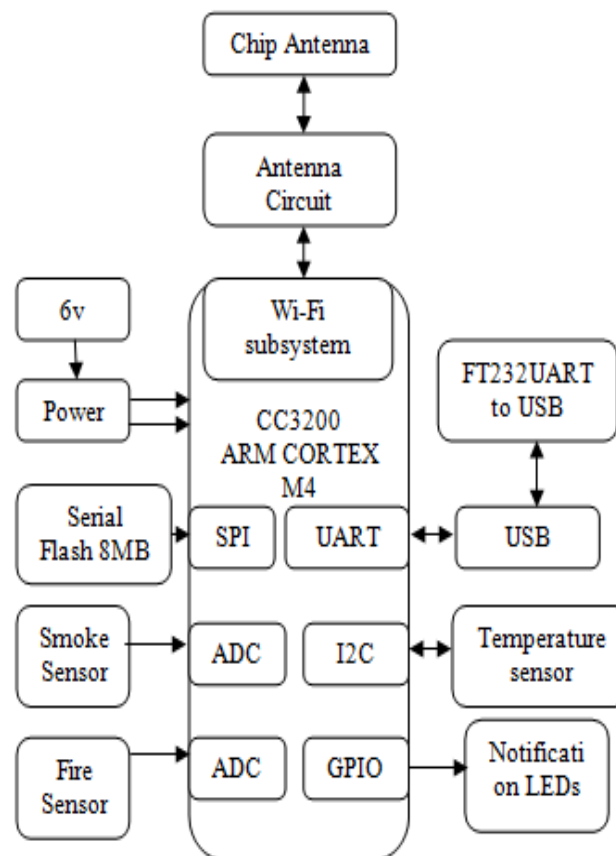 Chip Antenna
Antenna
Circuit
6v
Wi-Fi
subsystem
Power
FT232UART
to USB
CC3200
ARM CORTEX
M4
Serial
Flash 8MB
SPI
UART
USB
Smoke
Sensor
ADC
I2C
Temperature
sensor
Fire
Sensor
ADC
GPIO
Notificati
on LEDs